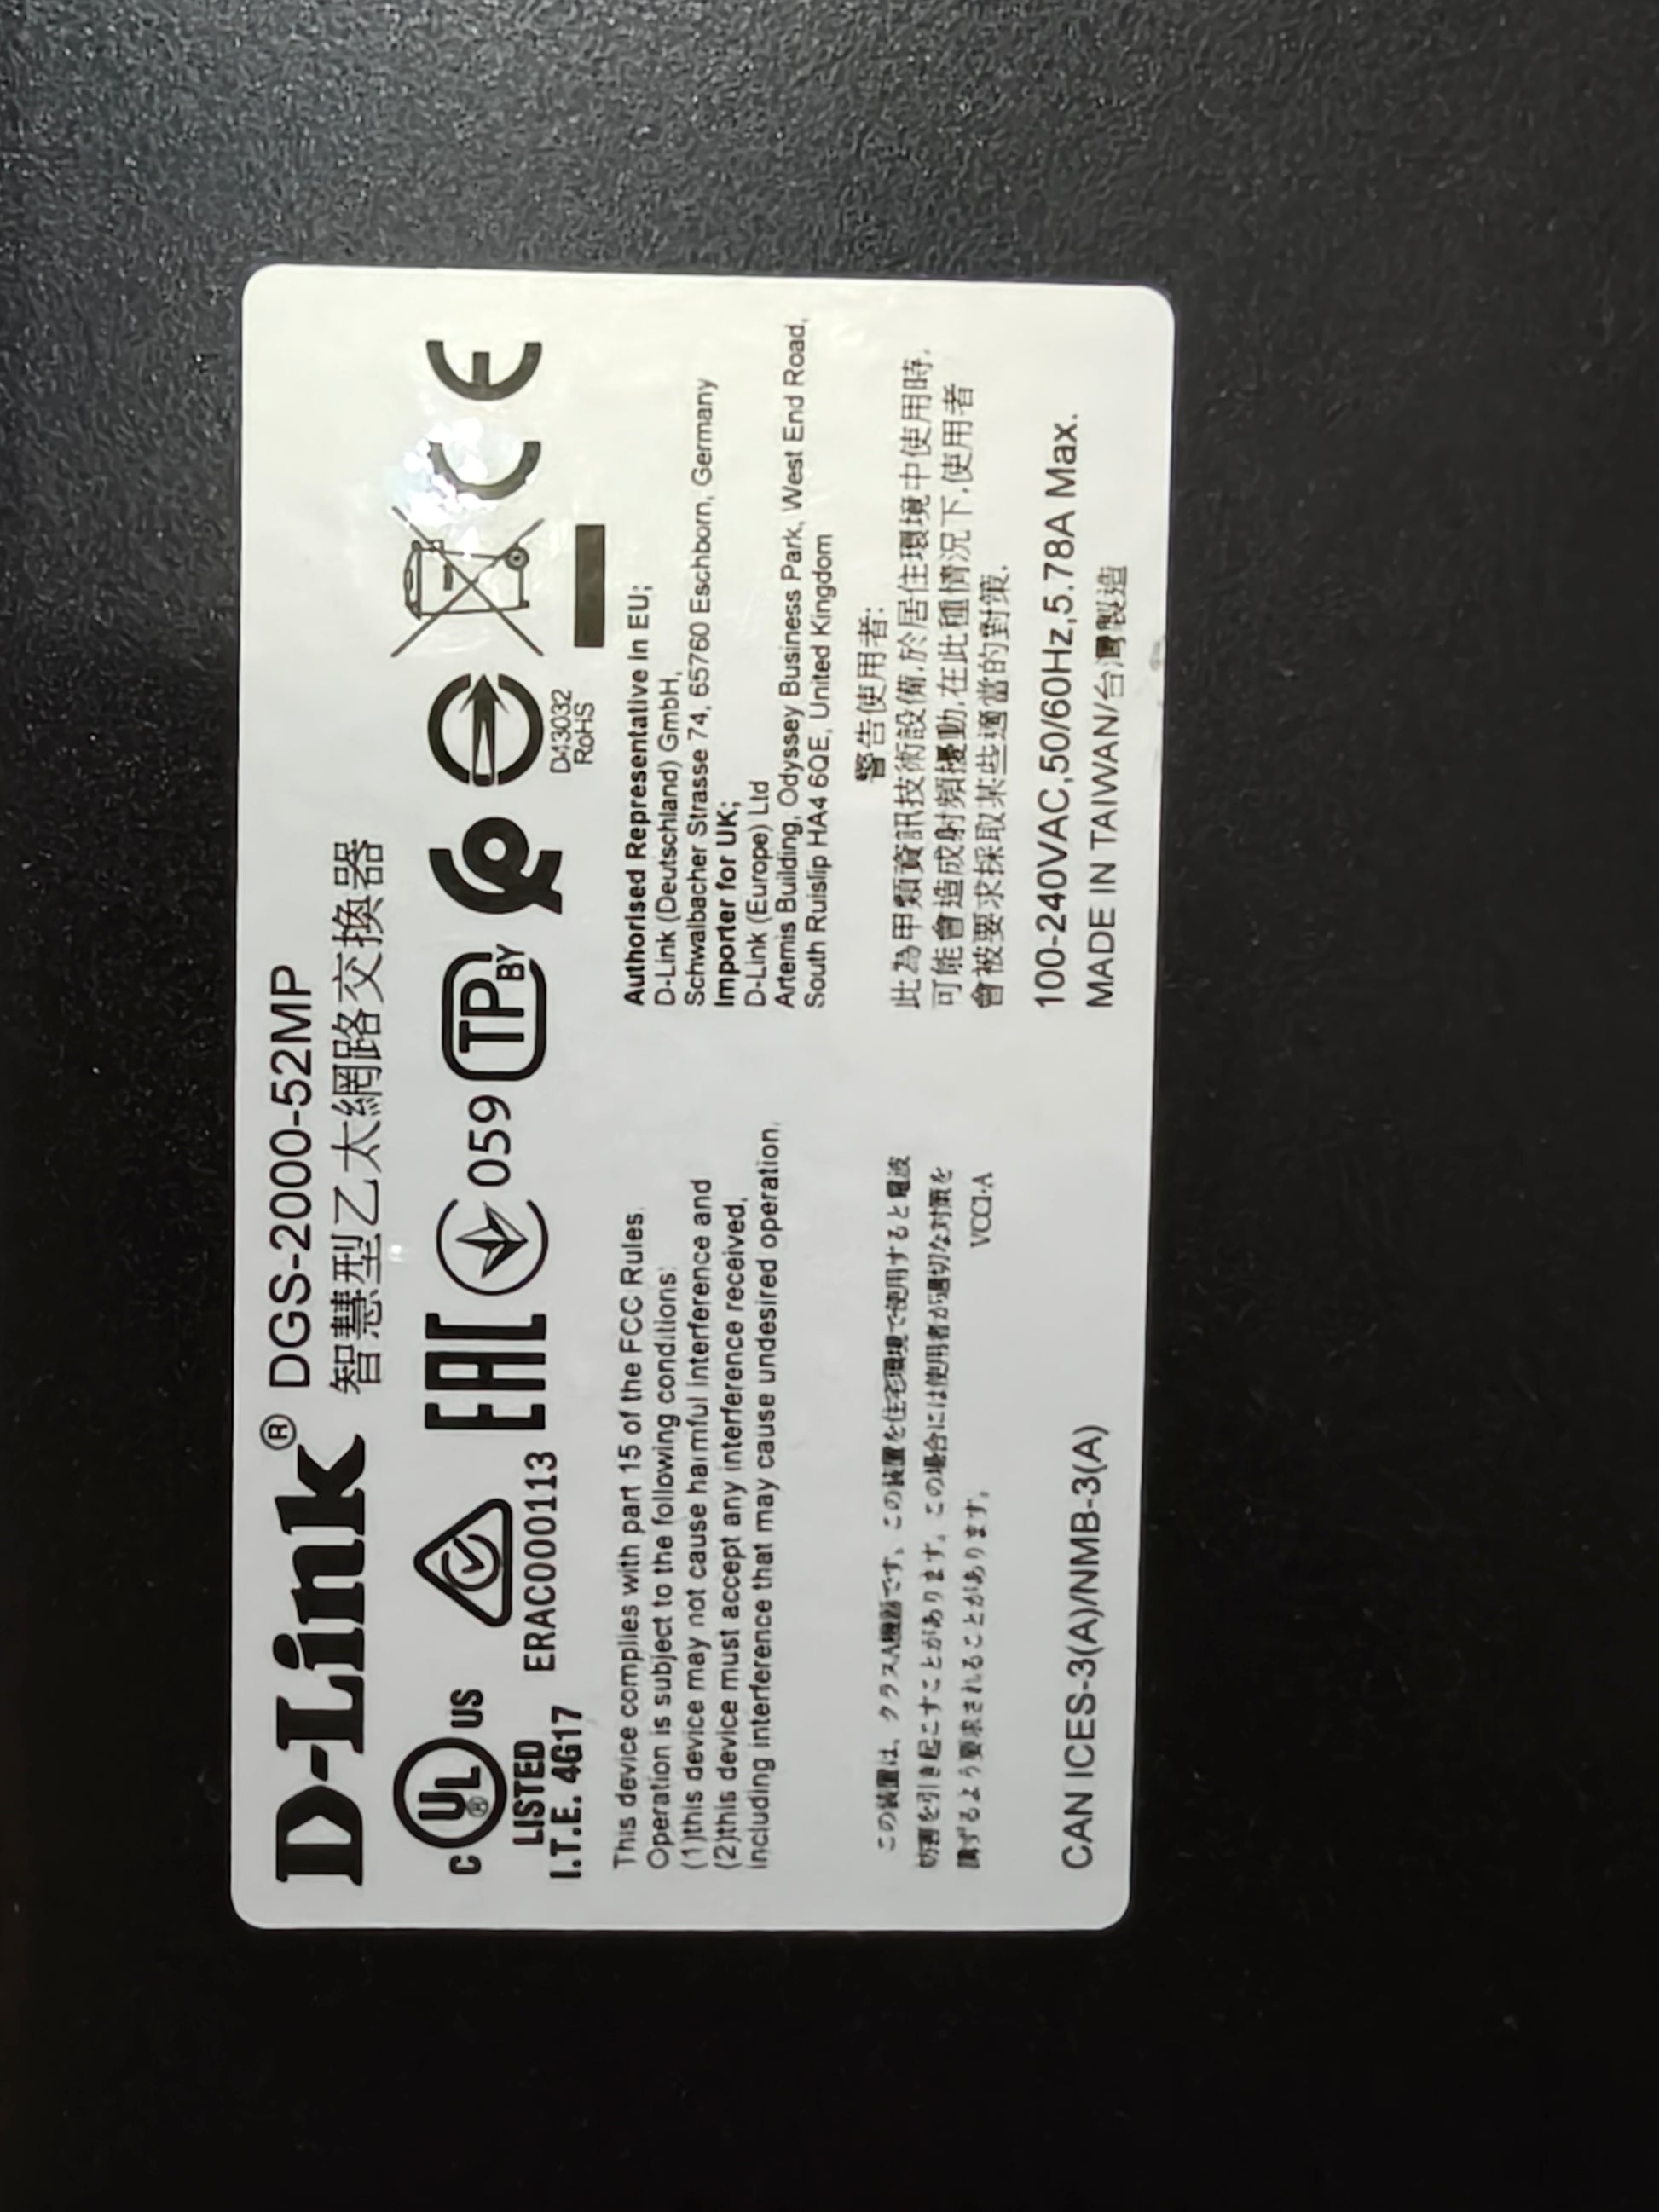 D-Link® DGS-2000-52MP
智慧型乙太網路交換器
C UL® US
LISTED
I.T.E. 4G17
ERAC000113
EAC
059
TP BY
D43032
RoHS
CE
This device complies with part 15 of the FCC Rules.
Operation is subject to the following conditions:
(1)this device may not cause harmful interference and
(2)this device must accept any interference received,
including interference that may cause undesired operation.
Authorised Representative in EU;
D-Link (Deutschland) GmbH,
Schwalbacher Strasse 74, 65760 Eschborn, Germany
Importer for UK;
D-Link (Europe) Ltd
Artemis Building, Odyssey Business Park, West End Road,
South Ruislip HA4 6QE, United Kingdom
この装置は、クラスA機器です。この装置を住宅環境で使用すると電波
妨害を引き起こすことがあります。この場合には使用者が適切な対策を
講ずるよう要求されることがあります。
VCCI-A
警告使用者:
此為甲類資訊技術設備,於居住環境中使用時,
可能會造成射頻擾動,在此種情況下,使用者
會被要求採取某些適當的對策.
CAN ICES-3(A)/NMB-3(A)
100-240VAC,50/60Hz,5.78A Max.
MADE IN TAIWAN/台灣製造